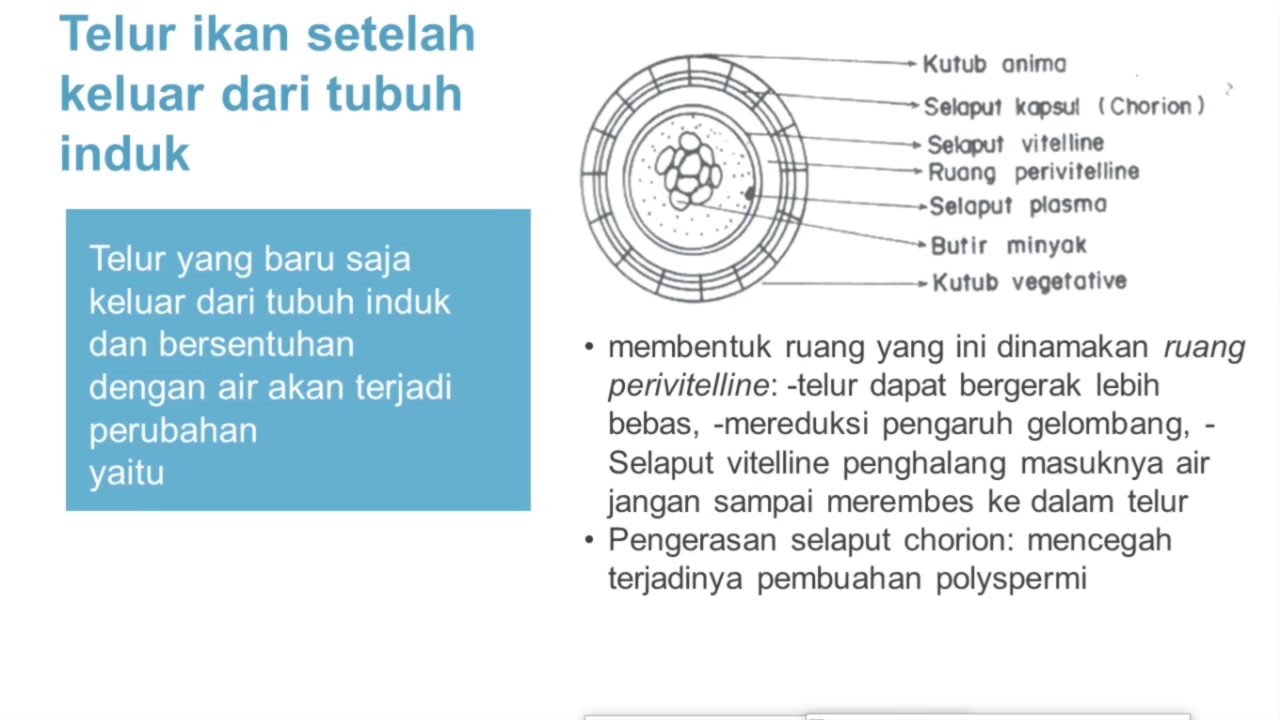 Telur ikan setelah
keluar dari tubuh
induk
Telur yang baru saja
keluar dari tubuh induk
dan bersentuhan
dengan air akan terjadi
perubahan
yaitu
Kutub anima
Selaput kapsul (Chorion)
Selaput vitelline
Ruang perivitelline
Selaput plasma
Butir minyak
Kutub vegetative
• membentuk ruang yang ini dinamakan ruang
perivitelline: -telur dapat bergerak lebih
bebas, -mereduksi pengaruh gelombang, -
Selaput vitelline penghalang masuknya air
jangan sampai merembes ke dalam telur
• Pengerasan selaput chorion: mencegah
terjadinya pembuahan polyspermi